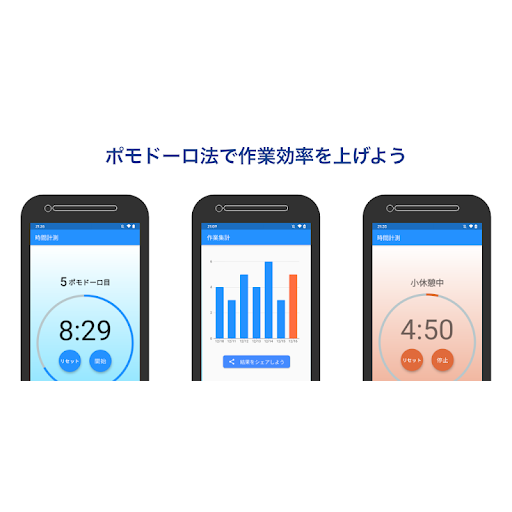 ポモドーロ法で作業効率を上げよう
時間計測
5 ポモドーロ目
8:29
リセット
開始
作業集計
結果をシェアしよう
時間計測
小休憩中
4:50
リセット
停止